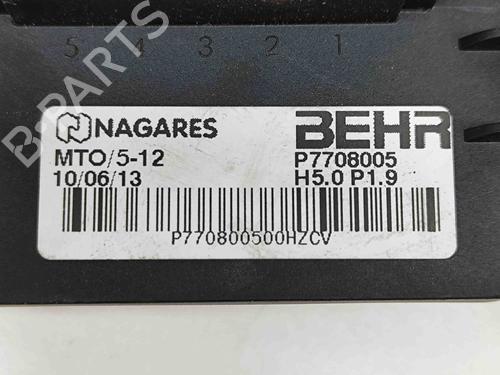 5 4 3 2 1
B-PARTS
NAGARES BEHR
MTO/5-12 P7708005
10/06/13 H5.0 P1.9
P770800500HZCV